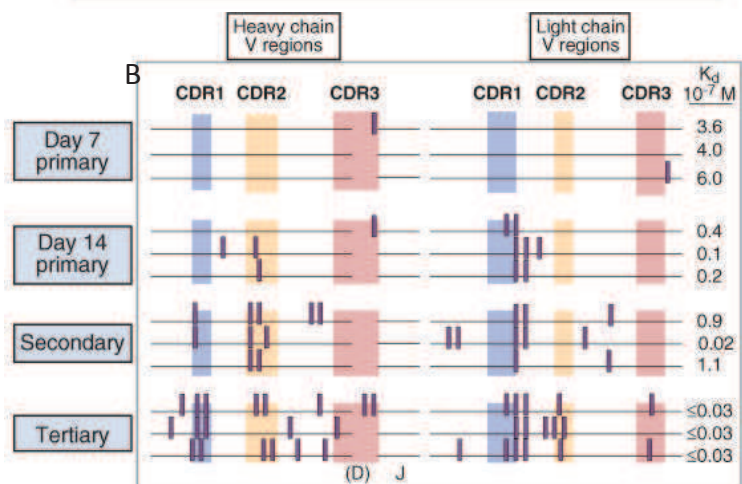 Heavy chain
V regions
Light chain
V regions
B
CDR1 CDR2 CDR3
CDR1 CDR2 CDR3
Kd
10-7 M
Day 7
primary
3.6
4.0
6.0
Day 14
primary
0.4
0.1
0.2
Secondary
0.9
0.02
1.1
Tertiary
≤0.03
≤0.03
≤0.03
(D) J